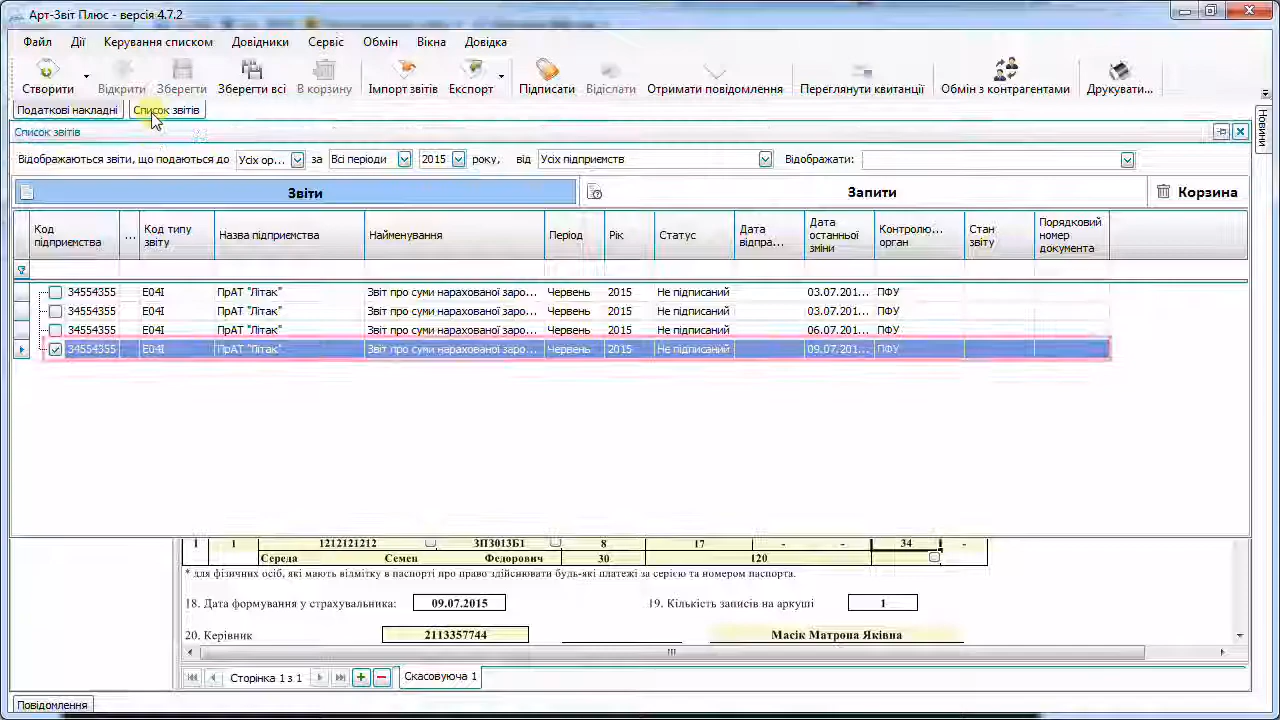 Арт-Звіт Плюс - версія 4.7.2
Файл Дії Керування списком Довідники Сервіс Обмін Вікна Довідка
Створити Відкрити Зберегти Зберегти всі В корзину Імпорт звітів Експорт Підписати Відіслати Отримати повідомлення Переглянути квитанції Обмін з контрагентами Друкувати...
Податкові накладні Список звітів
Новини
Список звітів
Відображаються звіти, що подаються до Усіх ор... за Всі періоди 2015 року, від Усіх підприємств Відображати:
Звіти Запити Корзина
Код підприємства ... Код типу звіту Назва підприємства Найменування Період Рік Статус Дата відпра... Дата останньої зміни Контролю... орган Стан звіту Порядковий номер документа
34554355 E04I ПрАТ "Літак" Звіт про суми нарахованої заро... Червень 2015 Не підписаний 03.07.201... ПФУ
34554355 E04I ПрАТ "Літак" Звіт про суми нарахованої заро... Червень 2015 Не підписаний 03.07.201... ПФУ
34554355 E04I ПрАТ "Літак" Звіт про суми нарахованої заро... Червень 2015 Не підписаний 06.07.201... ПФУ
34554355 E04I ПрАТ "Літак" Звіт про суми нарахованої заро... Червень 2015 Не підписаний 09.07.201... ПФУ
1 1 1212121212 ЗПЗ013Б1 8 17 - - 34 -
Середа Семен Федорович 30 120
* для фізичних осіб, які мають відмітку в паспорті про право здійснювати будь-які платежі за серією та номером паспорта.
18. Дата формування у страхувальника: 09.07.2015 19. Кількість записів на аркуші 1
20. Керівник 2113357744 Масік Матрона Яківна
Сторінка 1 з 1 Скасовуюча 1
Повідомлення